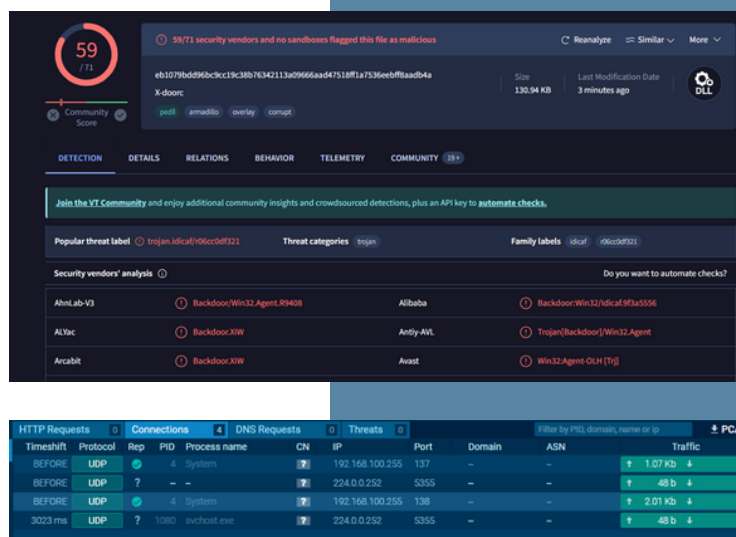 59
/ 71
Community
Score
59/71 security vendors and no sandboxes flagged this file as malicious
Reanalyze Similar More
eb1079bdd96bc9cc19c38b76342113a09666aad47518ff1a7536eebff8aadb4a
X-doorc
pedll armadillo overlay corrupt
Size
130.94 KB
Last Modification Date
3 minutes ago
DLL
DETECTION DETAILS RELATIONS BEHAVIOR TELEMETRY COMMUNITY 19+
Join the VT Community and enjoy additional community insights and crowdsourced detections, plus an API key to automate checks.
Popular threat label trojan.idicaf/r06cc0df321 Threat categories trojan Family labels idicaf r06cc0df321
Security vendors' analysis Do you want to automate checks?
AhnLab-V3 Backdoor/Win32.Agent.R9408 Alibaba Backdoor:Win32/Idicaf.9f3a5556
ALYac Backdoor.XIW Antiy-AVL Trojan[Backdoor]/Win32.Agent
Arcabit Backdoor.XIW Avast Win32:Agent-OLH [Trj]
HTTP Requests 0 Connections 4 DNS Requests 0 Threats 0 Filter by PID, domain, name or ip PC
Timeshift Protocol Rep PID Process name CN IP Port Domain ASN Traffic
BEFORE UDP 4 System ? 192.168.100.255 137 – – 1.07 Kb
BEFORE UDP ? – – ? 224.0.0.252 5355 – – 48 b
BEFORE UDP 4 System ? 192.168.100.255 138 – – 2.01 Kb
3023 ms UDP ? 1080 svchost.exe ? 224.0.0.252 5355 – – 48 b